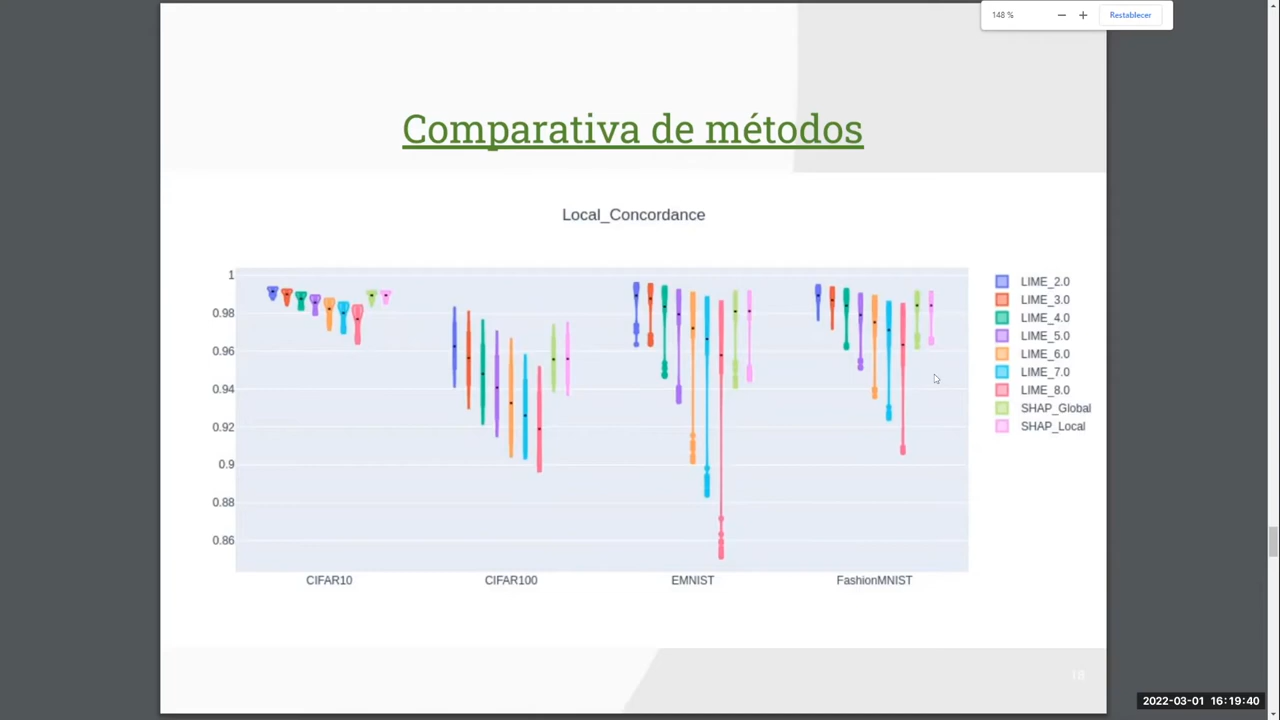 148 %
Restablecer
Comparativa de métodos
Local_Concordance
1
0.98
0.96
0.94
0.92
0.9
0.88
0.86
CIFAR10
CIFAR100
EMNIST
FashionMNIST
LIME_2.0
LIME_3.0
LIME_4.0
LIME_5.0
LIME_6.0
LIME_7.0
LIME_8.0
SHAP_Global
SHAP_Local
18
2022-03-01 16:19:40